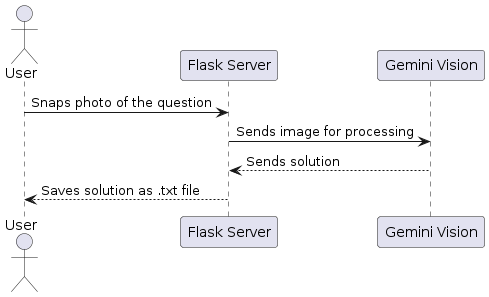 User
Flask Server
Gemini Vision
Snaps photo of the question
Sends image for processing
Sends solution
Saves solution as .txt file
User
Flask Server
Gemini Vision